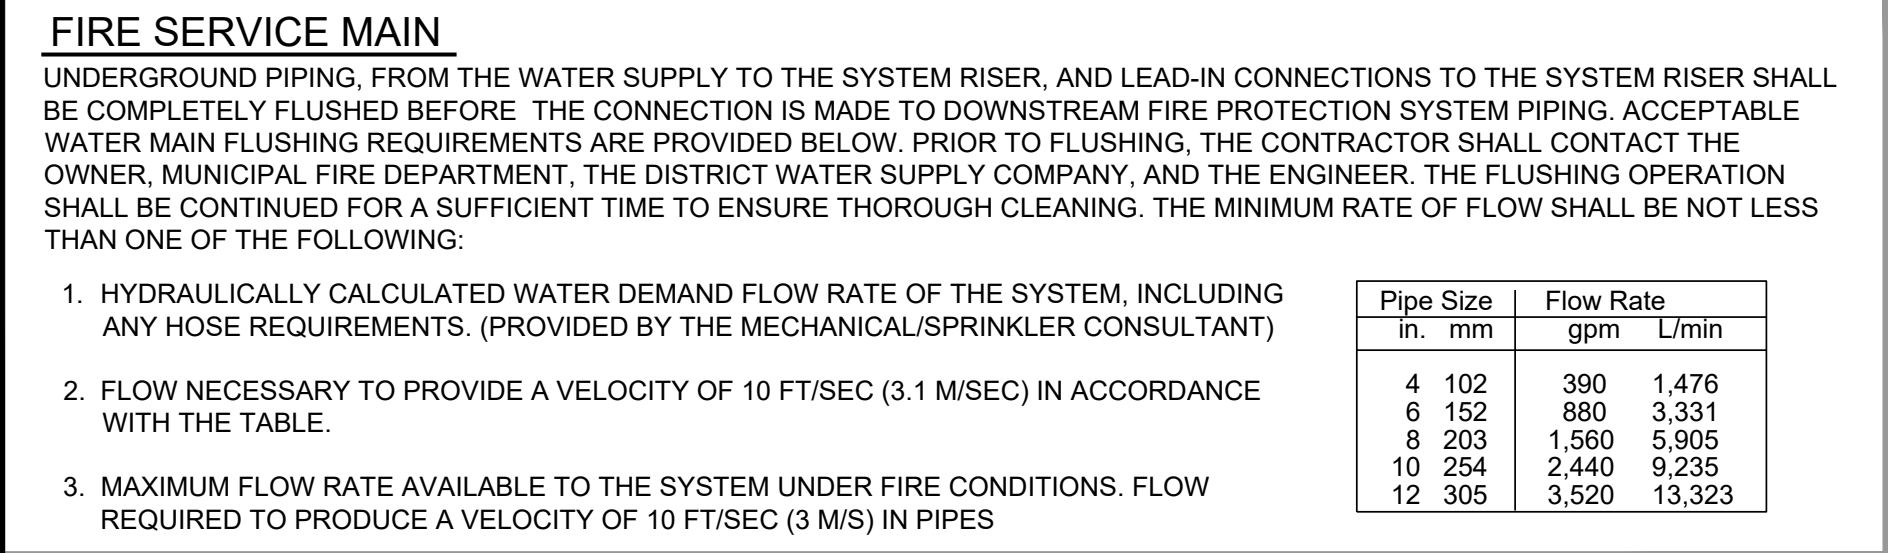 FIRE SERVICE MAIN
UNDERGROUND PIPING, FROM THE WATER SUPPLY TO THE SYSTEM RISER, AND LEAD-IN CONNECTIONS TO THE SYSTEM RISER SHALL
BE COMPLETELY FLUSHED BEFORE THE CONNECTION IS MADE TO DOWNSTREAM FIRE PROTECTION SYSTEM PIPING. ACCEPTABLE
WATER MAIN FLUSHING REQUIREMENTS ARE PROVIDED BELOW. PRIOR TO FLUSHING, THE CONTRACTOR SHALL CONTACT THE
OWNER, MUNICIPAL FIRE DEPARTMENT, THE DISTRICT WATER SUPPLY COMPANY, AND THE ENGINEER. THE FLUSHING OPERATION
SHALL BE CONTINUED FOR A SUFFICIENT TIME TO ENSURE THOROUGH CLEANING. THE MINIMUM RATE OF FLOW SHALL BE NOT LESS
THAN ONE OF THE FOLLOWING:
1. HYDRAULICALLY CALCULATED WATER DEMAND FLOW RATE OF THE SYSTEM, INCLUDING
ANY HOSE REQUIREMENTS. (PROVIDED BY THE MECHANICAL/SPRINKLER CONSULTANT)
2. FLOW NECESSARY TO PROVIDE A VELOCITY OF 10 FT/SEC (3.1 M/SEC) IN ACCORDANCE
WITH THE TABLE.
3. MAXIMUM FLOW RATE AVAILABLE TO THE SYSTEM UNDER FIRE CONDITIONS. FLOW
REQUIRED TO PRODUCE A VELOCITY OF 10 FT/SEC (3 M/S) IN PIPES
Pipe Size Flow Rate
in. mm gpm L/min
4 102 390 1,476
6 152 880 3,331
8 203 1,560 5,905
10 254 2,440 9,235
12 305 3,520 13,323